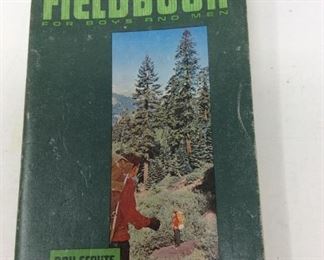 FIELDBOOK
FOR BOYS AND MEN
BOY SCOUTS